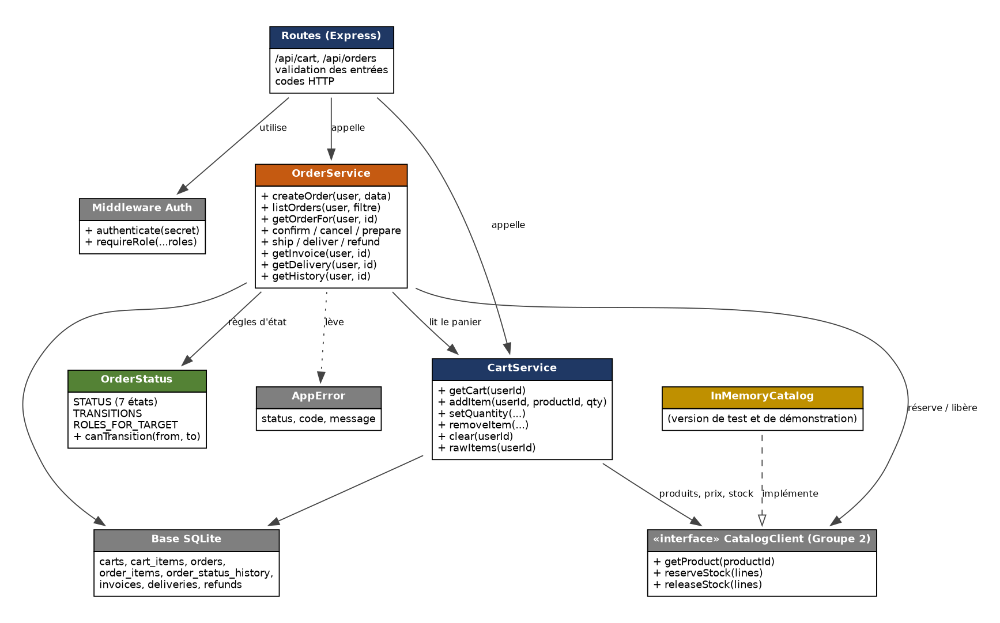 Routes (Express)
/api/cart, /api/orders
validation des entrées
codes HTTP
utilise
appelle
OrderService
+ createOrder(user, data)
+ listOrders(user, filtre)
+ getOrderFor(user, id)
+ confirm / cancel / prepare
+ ship / deliver / refund
+ getInvoice(user, id)
+ getDelivery(user, id)
+ getHistory(user, id)
Middleware Auth
+ authenticate(secret)
+ requireRole(...roles)
appelle
règles d'état
lève
lit le panier
OrderStatus
STATUS (7 états)
TRANSITIONS
ROLES_FOR_TARGET
+ canTransition(from, to)
AppError
status, code, message
CartService
+ getCart(userId)
+ addItem(userId, productId, qty)
+ setQuantity(...)
+ removeItem(...)
+ clear(userId)
+ rawItems(userId)
InMemoryCatalog
(version de test et de démonstration)
réserve / libère
produits, prix, stock
implémente
Base SQLite
carts, cart_items, orders,
order_items, order_status_history,
invoices, deliveries, refunds
«interface» CatalogClient (Groupe 2)
+ getProduct(productId)
+ reserveStock(lines)
+ releaseStock(lines)